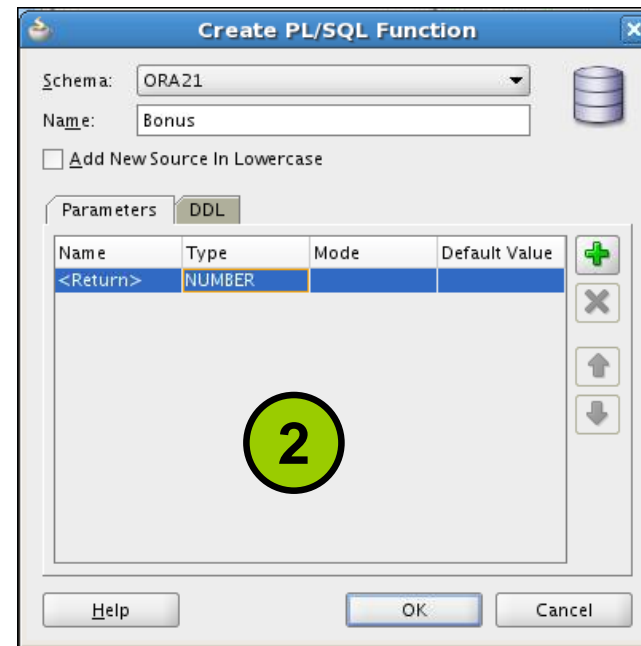 Create PL/SQL Function
Schema: ORA21
Name: Bonus
Add New Source In Lowercase
Parameters DDL
Name Type Mode Default Value
<Return> NUMBER
2
Help OK Cancel